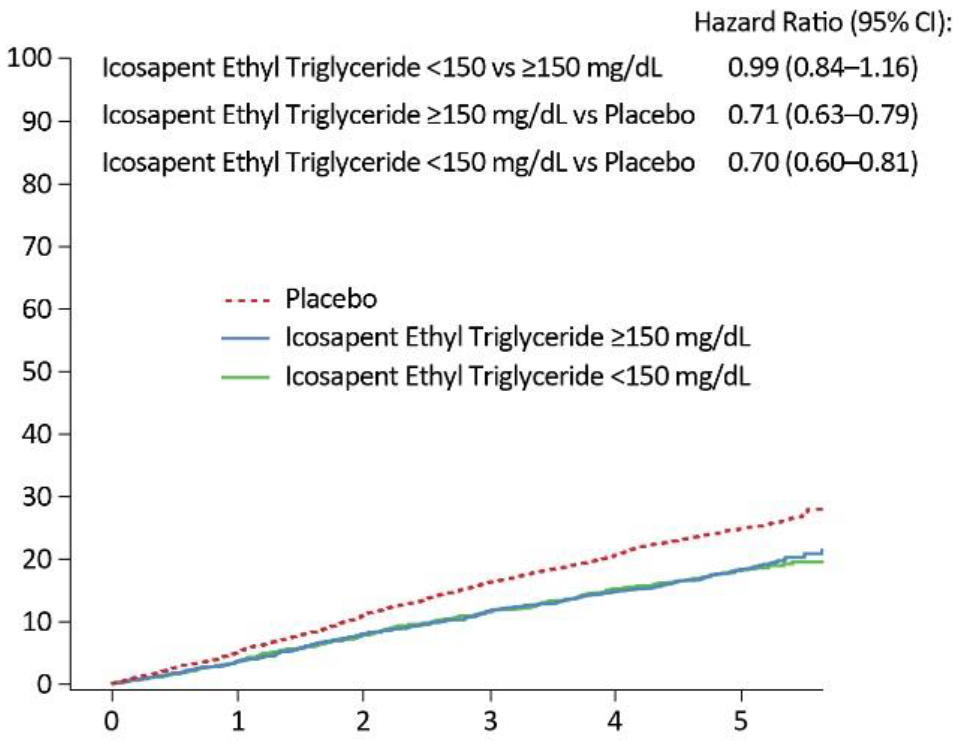 Hazard Ratio (95% CI):
100
Icosapent Ethyl Triglyceride <150 vs ≥150 mg/dL 0.99 (0.84–1.16)
90
Icosapent Ethyl Triglyceride ≥150 mg/dL vs Placebo 0.71 (0.63–0.79)
Icosapent Ethyl Triglyceride <150 mg/dL vs Placebo 0.70 (0.60–0.81)
80
70
60
Placebo
Icosapent Ethyl Triglyceride ≥150 mg/dL
50
Icosapent Ethyl Triglyceride <150 mg/dL
40
30
20
10
0
0 1 2 3 4 5